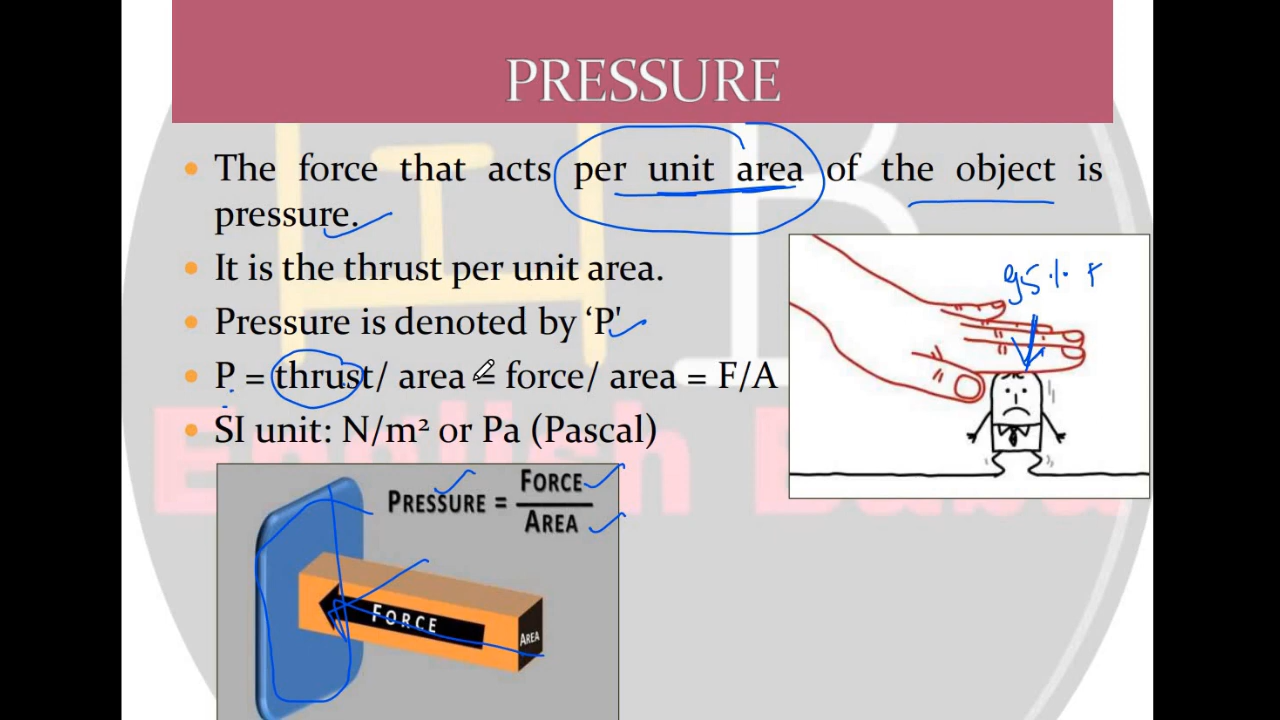 PRESSURE
• The force that acts per unit area of the object is
pressure.
• It is the thrust per unit area.
• Pressure is denoted by ‘P'
• P = thrust/ area = force/ area = F/A
• SI unit: N/m² or Pa (Pascal)
95%
PRESSURE = FORCE
AREA
FORCE
AREA